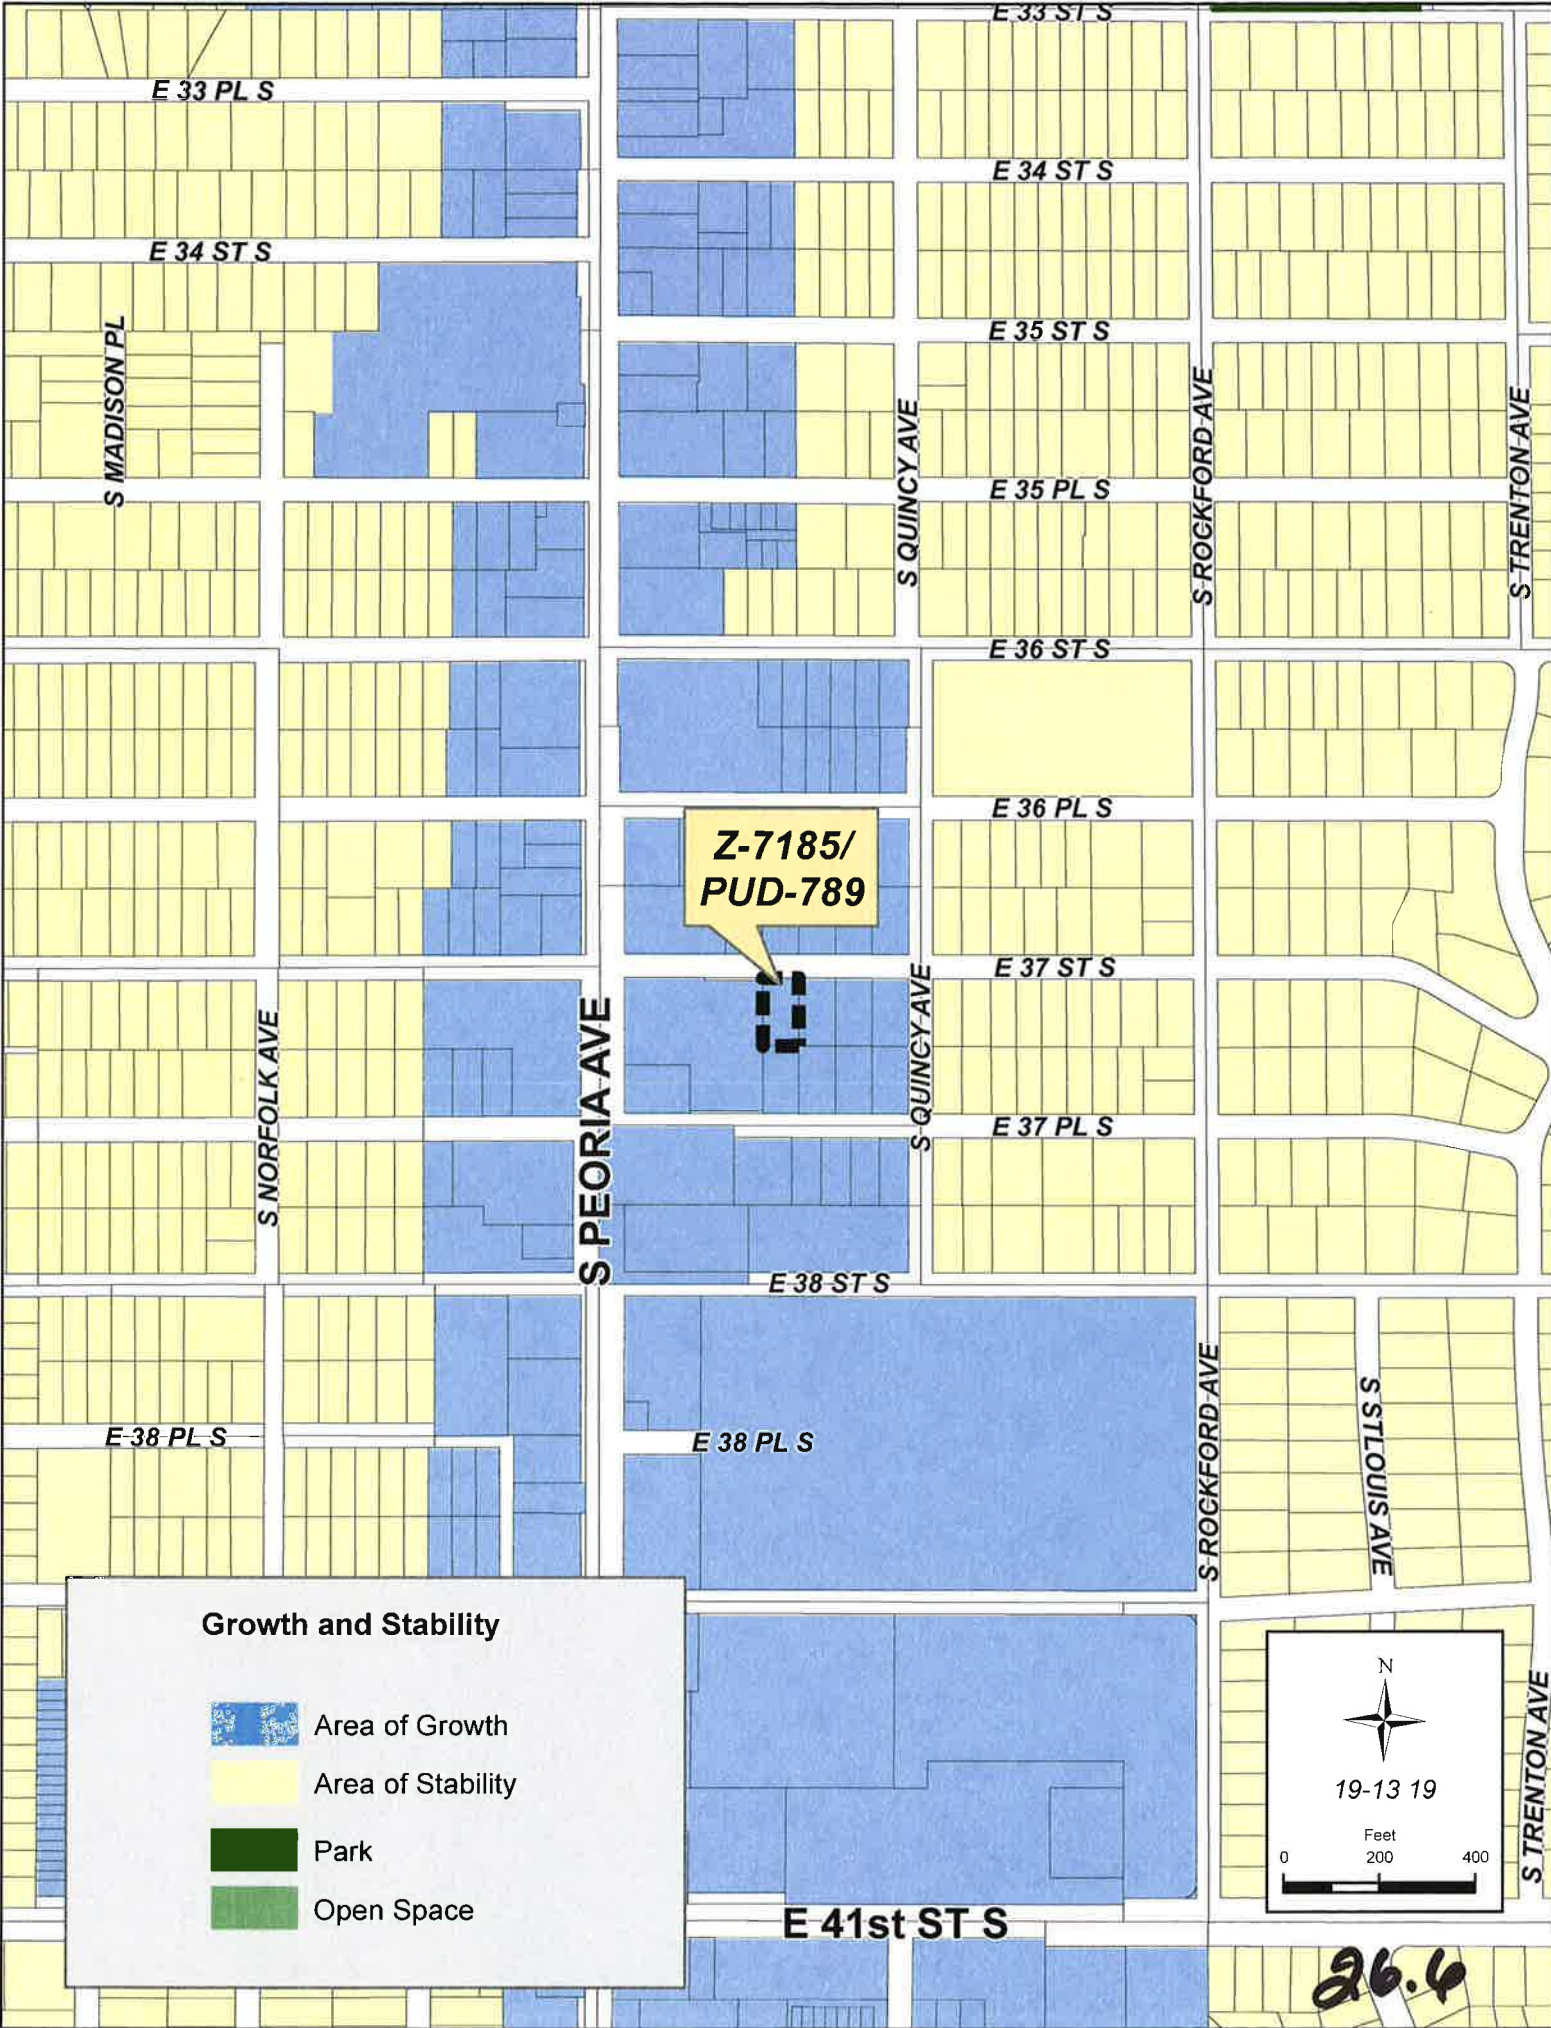 E 33 ST S
E 33 PL S
E 34 ST S
E 34 ST S
E 35 ST S
S MADISON PL
S QUINCY AVE
S ROCKFORD AVE
S TRENTON AVE
E 35 PL S
E 36 ST S
E 36 PL S
Z-7185/
PUD-789
E 37 ST S
S NORFOLK AVE
S PEORIA AVE
S QUINCY AVE
E 37 PL S
E 38 ST S
E 38 PL S
E 38 PL S
S ROCKFORD AVE
S STLOUIS AVE
Growth and Stability
Area of Growth
Area of Stability
Park
Open Space
N
19-13 19
Feet
0 200 400
S TRENTON AVE
E 41st ST S
26.6